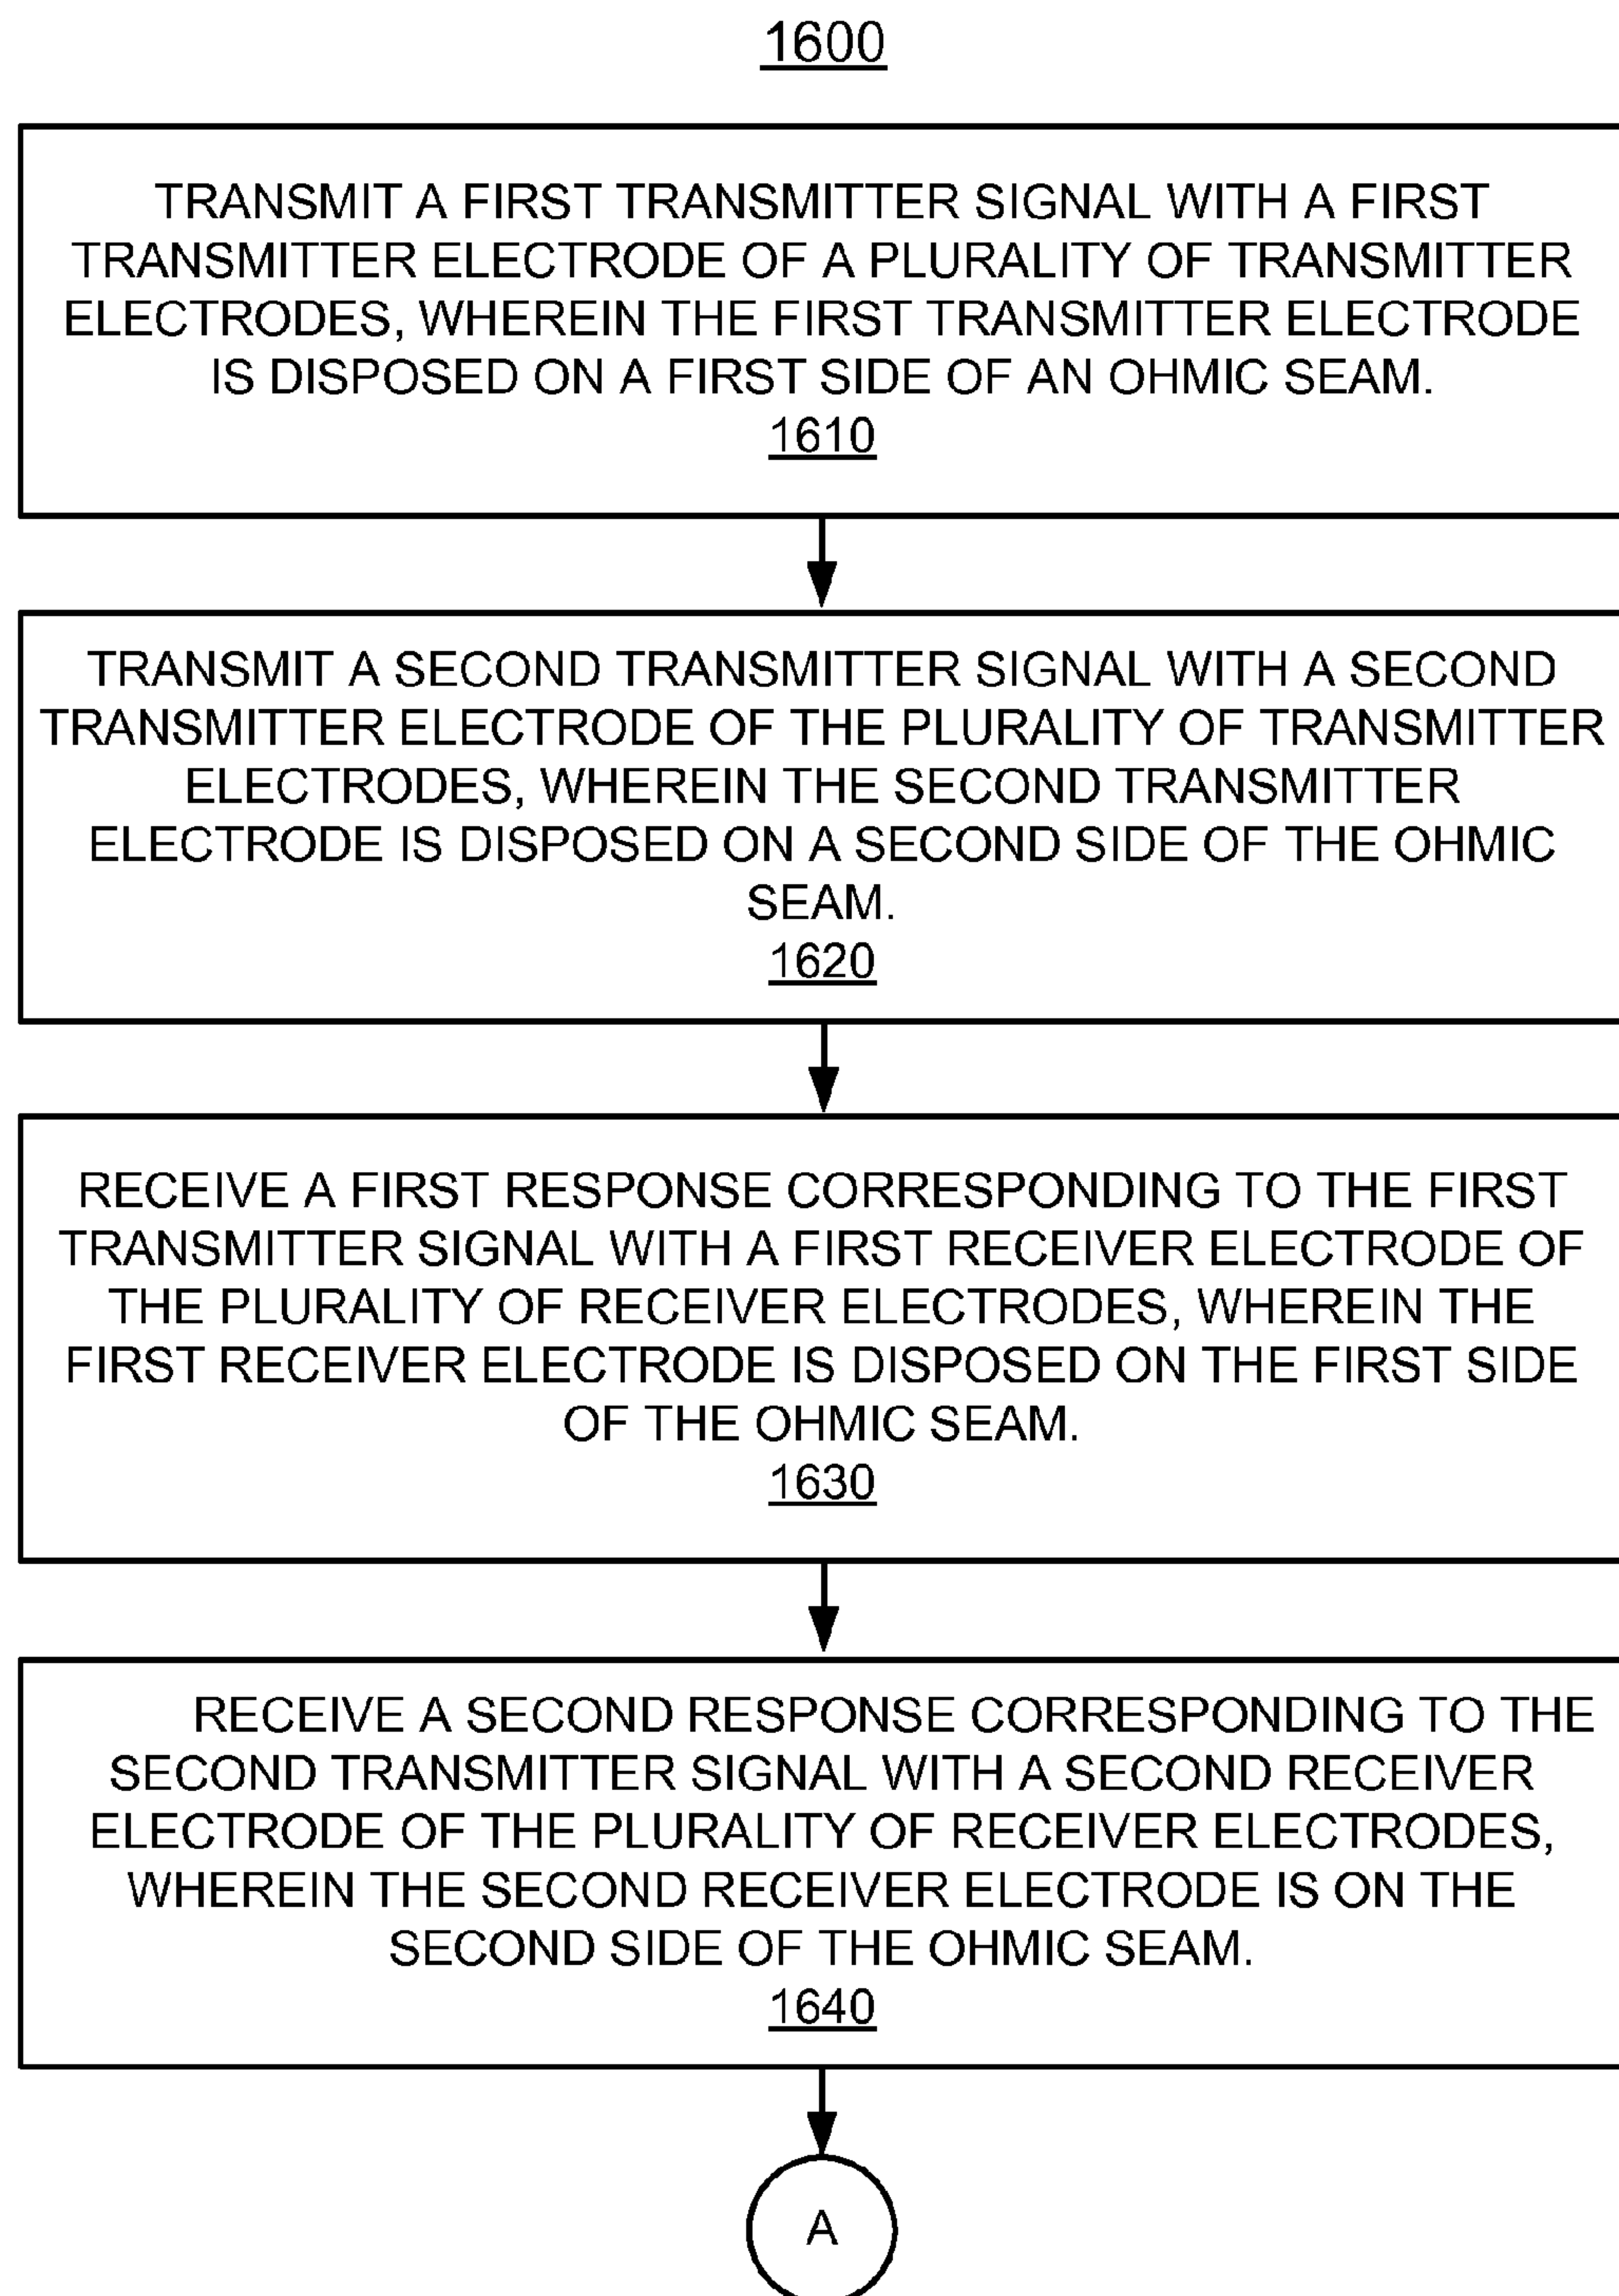 1600
TRANSMIT A FIRST TRANSMITTER SIGNAL WITH A FIRST
TRANSMITTER ELECTRODE OF A PLURALITY OF TRANSMITTER
ELECTRODES, WHEREIN THE FIRST TRANSMITTER ELECTRODE
IS DISPOSED ON A FIRST SIDE OF AN OHMIC SEAM.
1610
TRANSMIT A SECOND TRANSMITTER SIGNAL WITH A SECOND
TRANSMITTER ELECTRODE OF THE PLURALITY OF TRANSMITTER
ELECTRODES, WHEREIN THE SECOND TRANSMITTER
ELECTRODE IS DISPOSED ON A SECOND SIDE OF THE OHMIC
SEAM.
1620
RECEIVE A FIRST RESPONSE CORRESPONDING TO THE FIRST
TRANSMITTER SIGNAL WITH A FIRST RECEIVER ELECTRODE OF
THE PLURALITY OF RECEIVER ELECTRODES, WHEREIN THE
FIRST RECEIVER ELECTRODE IS DISPOSED ON THE FIRST SIDE
OF THE OHMIC SEAM.
1630
RECEIVE A SECOND RESPONSE CORRESPONDING TO THE
SECOND TRANSMITTER SIGNAL WITH A SECOND RECEIVER
ELECTRODE OF THE PLURALITY OF RECEIVER ELECTRODES,
WHEREIN THE SECOND RECEIVER ELECTRODE IS ON THE
SECOND SIDE OF THE OHMIC SEAM.
1640
A